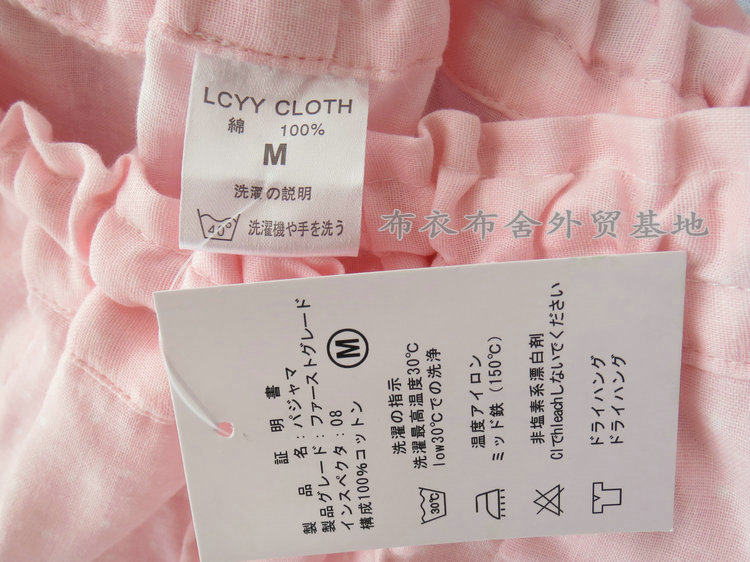 LCYY CLOTH
綿 100%
M
洗濯の説明
40°
洗濯機や手を洗う
布衣布舍外贸基地
証 明 書
製 品 名：パジャマ
製品グレード：ファーストグレード
インスペクタ：08
構成100%コットン
M
洗濯の指示
洗濯最高温度30℃
low30℃での洗浄
30℃
温度アイロン
ミッド鉄（150℃）
非塩素系漂白剤
Clでhleachしないでください
ドライハング
ドライハング